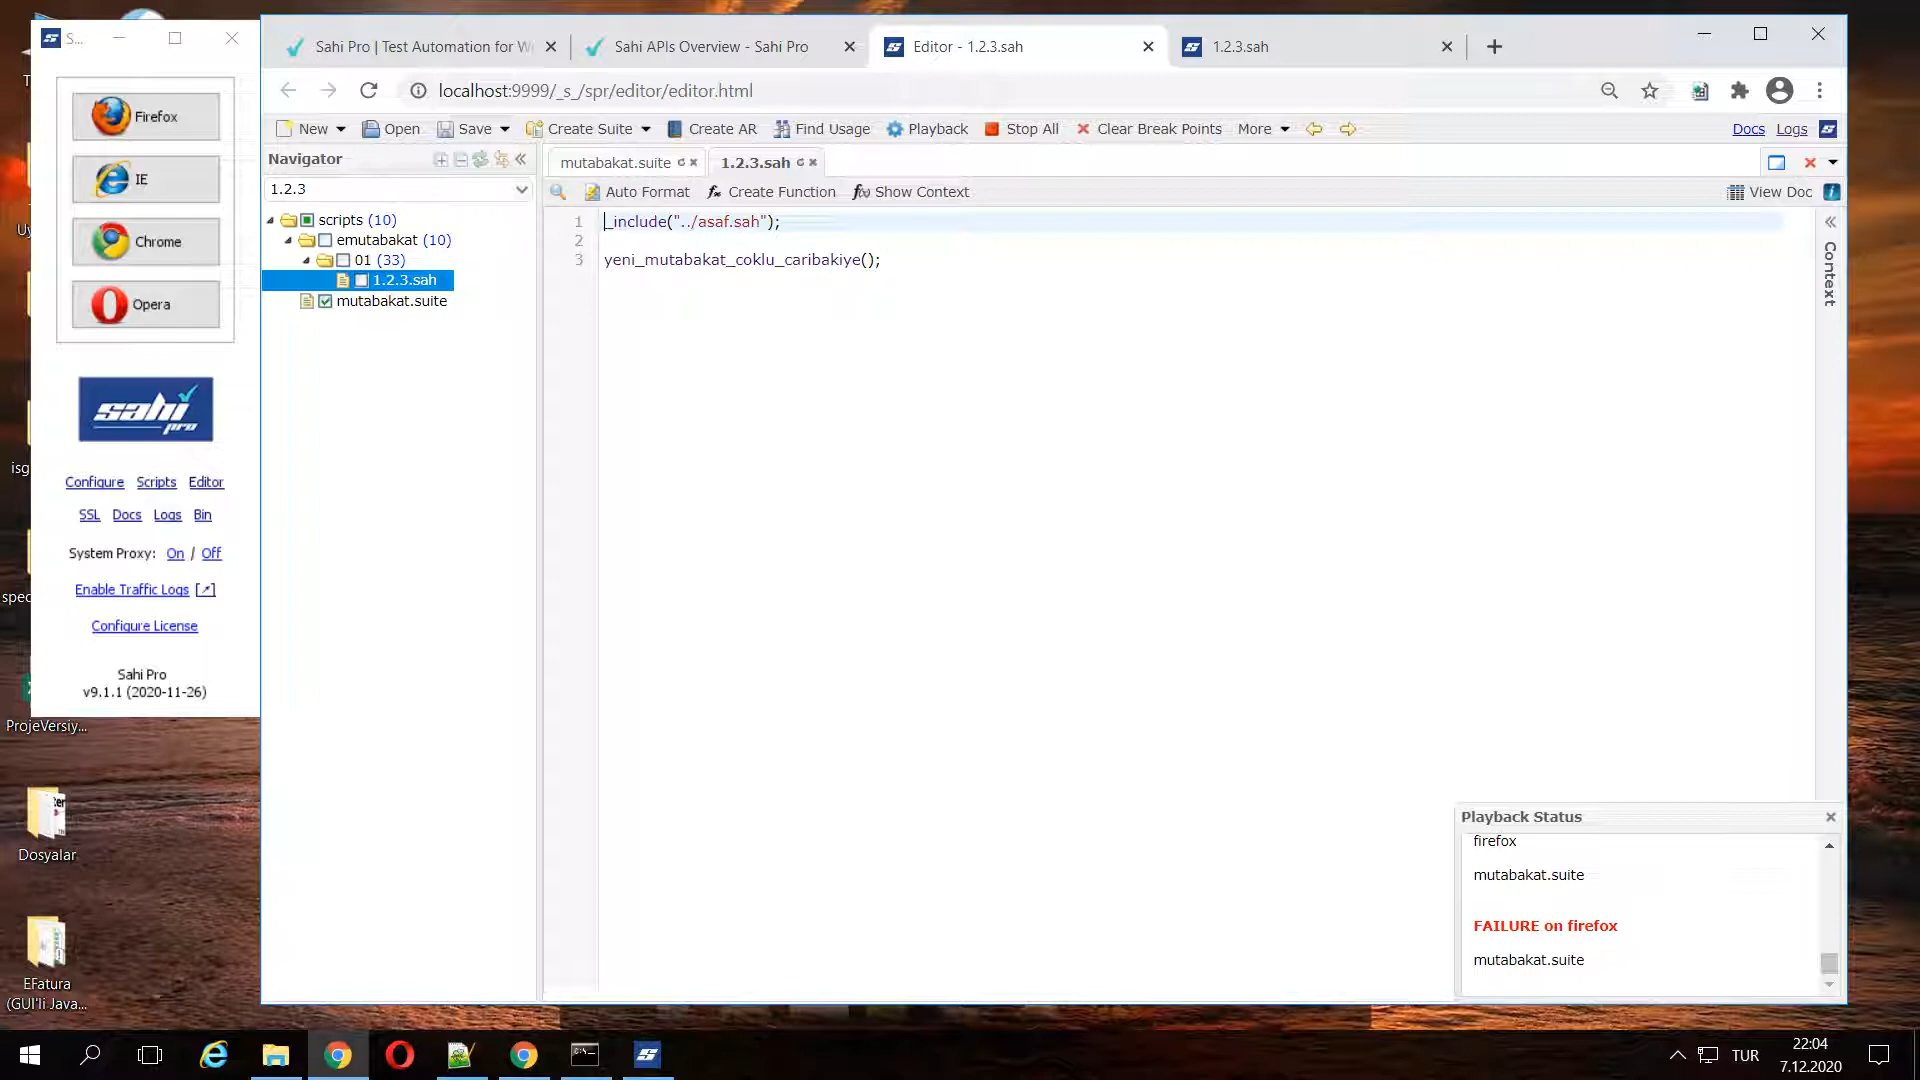 S...
Firefox
IE
Chrome
Opera
sahi
pro
Configure Scripts Editor
SSL Docs Logs Bin
System Proxy: On / Off
Enable Traffic Logs [↗]
Configure License
Sahi Pro
v9.1.1 (2020-11-26)
isg
spec
ProjeVersiy...
Dosyalar
EFatura
(GUI'li Java...
Sahi Pro | Test Automation for W
Sahi APIs Overview - Sahi Pro
Editor - 1.2.3.sah
1.2.3.sah
localhost:9999/_s_/spr/editor/editor.html
New Open Save Create Suite Create AR Find Usage Playback Stop All Clear Break Points More Docs Logs
Navigator
1.2.3
scripts (10)
emutabakat (10)
01 (33)
1.2.3.sah
mutabakat.suite
mutabakat.suite 1.2.3.sah
Auto Format Create Function Show Context View Doc
1 _include("../asaf.sah");
2
3 yeni_mutabakat_coklu_caribakiye();
Context
Playback Status
firefox
mutabakat.suite
FAILURE on firefox
mutabakat.suite
TUR
22:04
7.12.2020